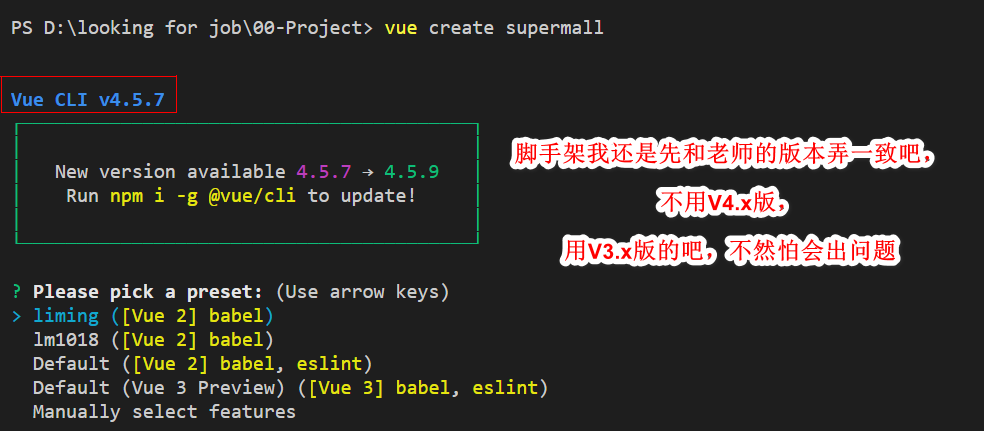 PS D:\looking for job\00-Project> vue create supermall
Vue CLI v4.5.7
New version available 4.5.7 → 4.5.9
Run npm i -g @vue/cli to update!
脚手架我还是先和老师的版本弄一致吧，
不用V4.x版，
用V3.x版的吧，不然怕会出问题
? Please pick a preset: (Use arrow keys)
> liming ([Vue 2] babel)
lm1018 ([Vue 2] babel)
Default ([Vue 2] babel, eslint)
Default (Vue 3 Preview) ([Vue 3] babel, eslint)
Manually select features